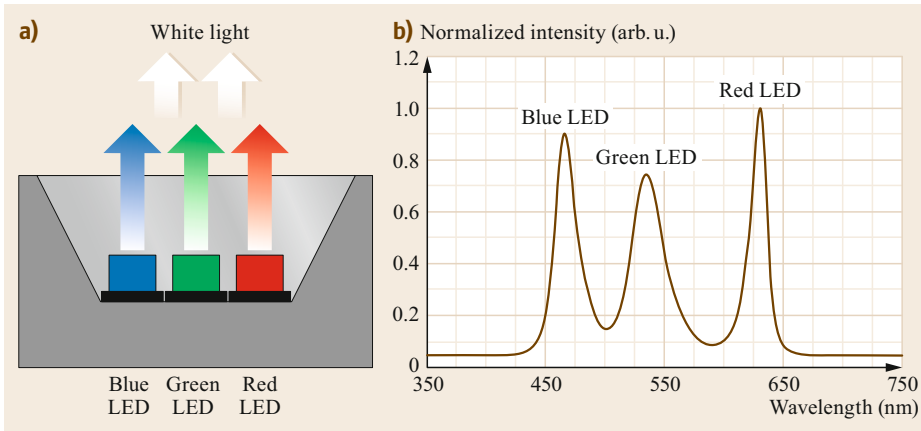 a)
White light
Blue
LED
Green
LED
Red
LED
b) Normalized intensity (arb. u.)
1.2
1.0
0.8
0.6
0.4
0.2
0
Blue LED
Green LED
Red LED
350
450
550
650
750
Wavelength (nm)